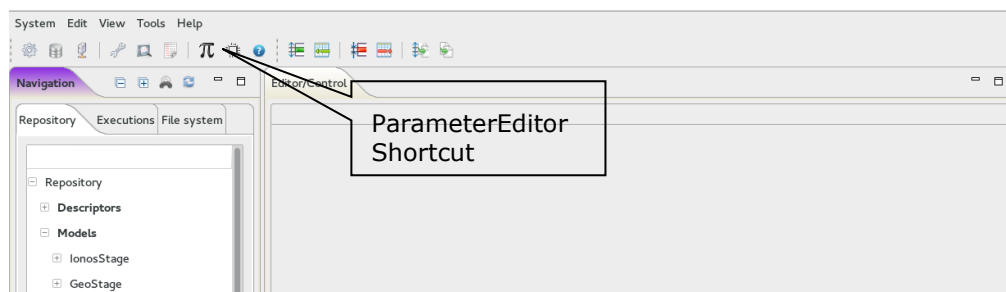 System Edit View Tools Help
π
Navigation
Editor/Control
Repository Executions File system
ParameterEditor
Shortcut
Repository
Descriptors
Models
IonosStage
GeoStage